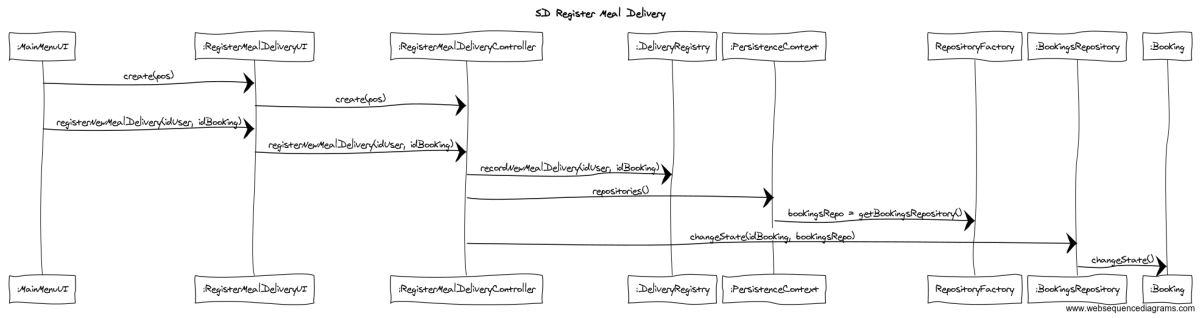 SD Register Meal Delivery
:MainMenuUI
:RegisterMealDeliveryUI
:RegisterMealDeliveryController
:DeliveryRegistry
:PersistenceContext
RepositoryFactory
:BookingsRepository
:Booking
create(pos)
create(pos)
registerNewMealDelivery(idUser, idBooking)
registerNewMealDelivery(idUser, idBooking)
recordNewMealDelivery(idUser, idBooking)
repositories()
bookingsRepo = getBookingsRepository()
changeState(idBooking, bookingsRepo)
changeState()
:MainMenuUI
:RegisterMealDeliveryUI
:RegisterMealDeliveryController
:DeliveryRegistry
:PersistenceContext
RepositoryFactory
:BookingsRepository
:Booking
www.websequencediagrams.com